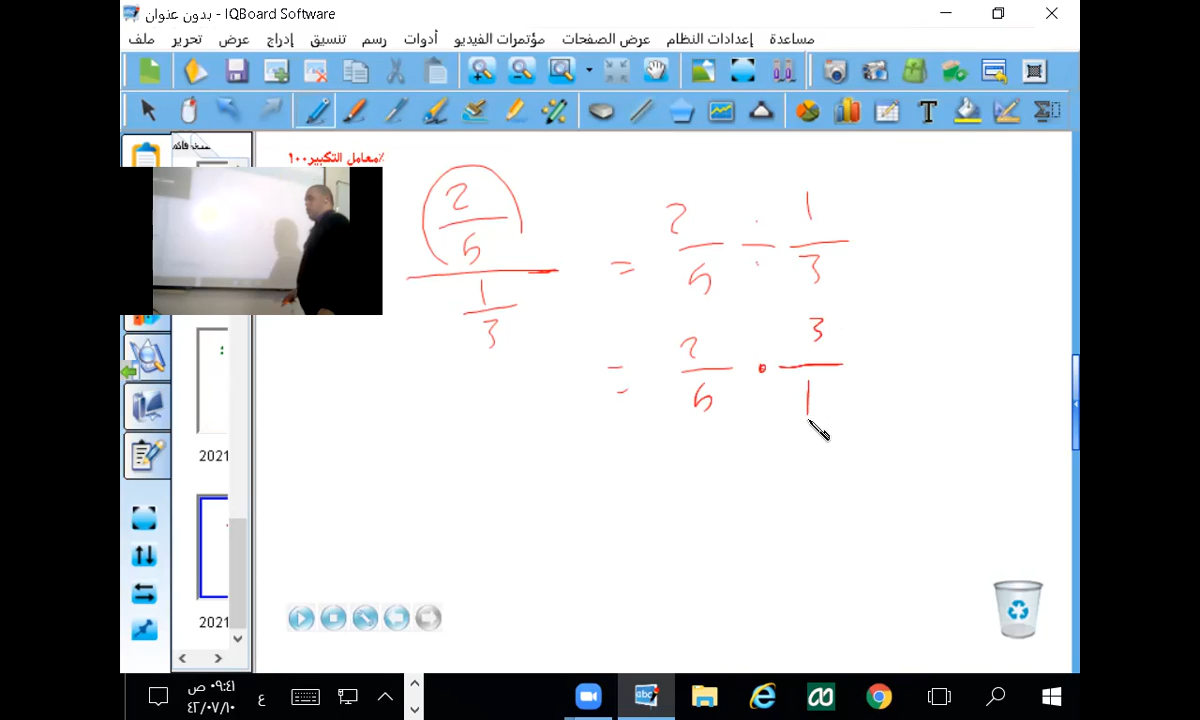 بدون عنوان - IQBoard Software
ملف تحرير عرض إدراج تنسيق رسم أدوات مؤتمرات الفيديو عرض الصفحات إعدادات النظام مساعدة
معامل التكبير١٠٠٪
2/5 / 1/3 = 2/5 ÷ 1/3
= 2/5 · 3/1
2021
2021
abc
T
ع
٠٩:٤١ ص
٤٢/٠٧/١٠